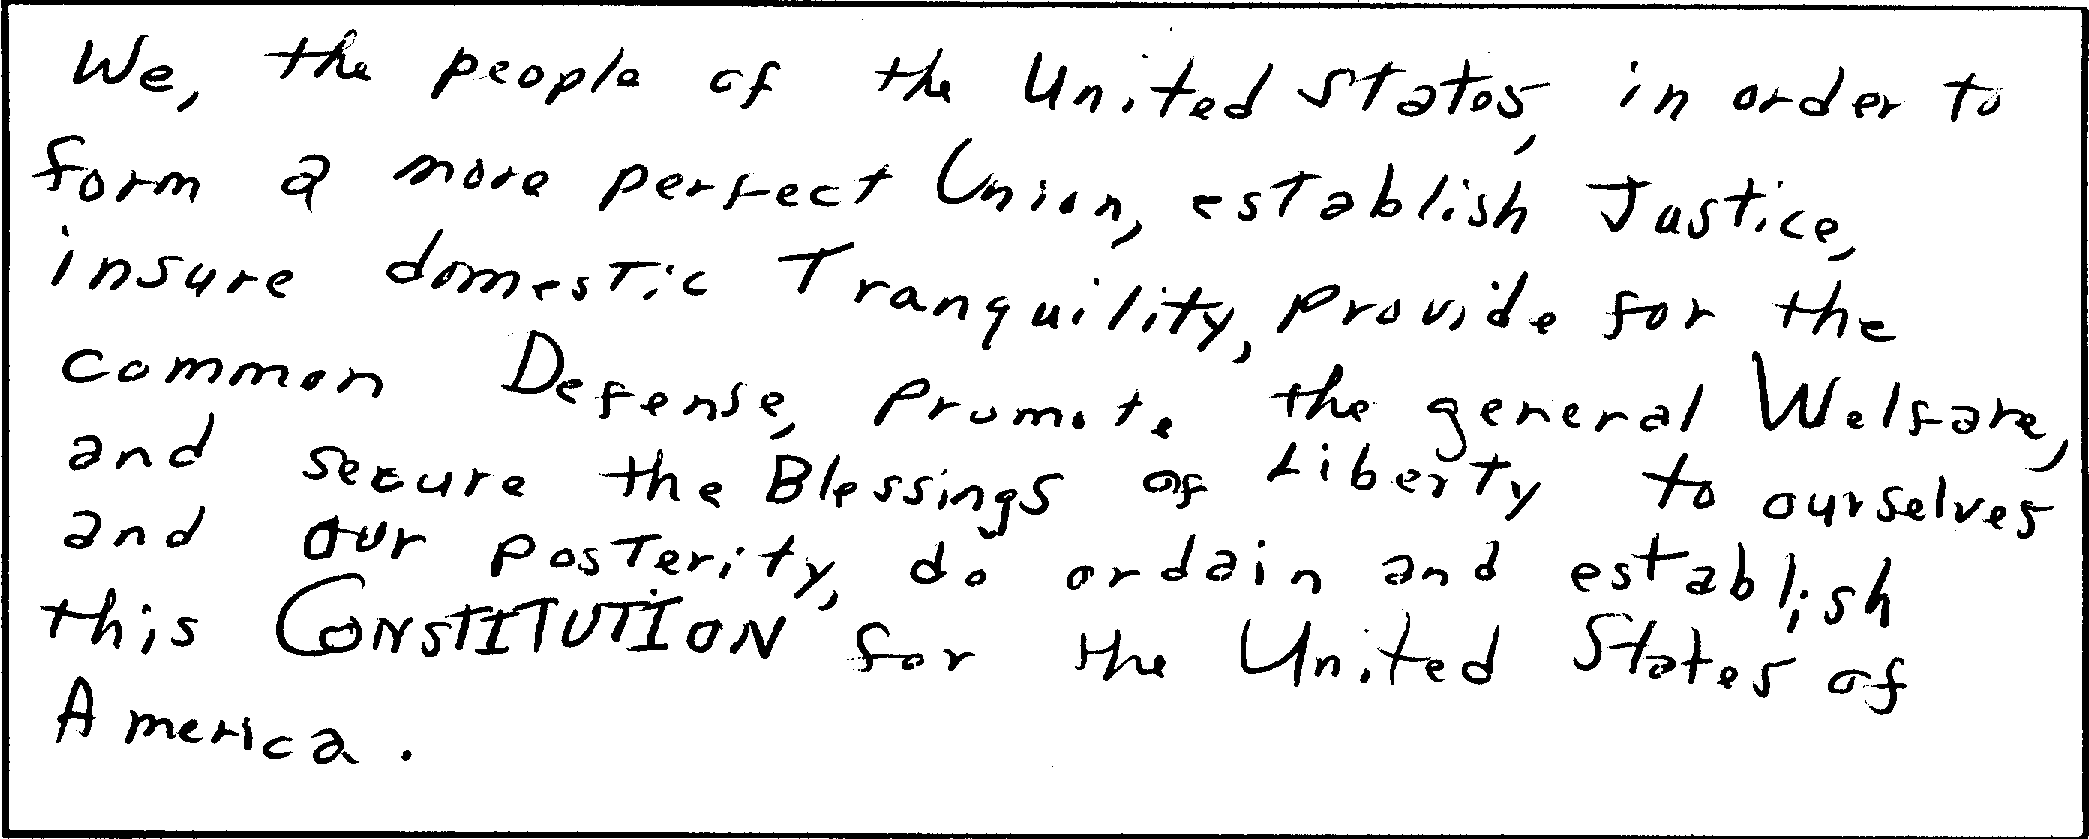 We, the people of the United States, in order to
form a more perfect Union, establish Justice,
insure domestic Tranquility, provide for the
common Defense, promote the general Welfare,
and secure the Blessings of Liberty to ourselves
and our posterity, do ordain and establish
this CONSTITUTION for the United States of
America.